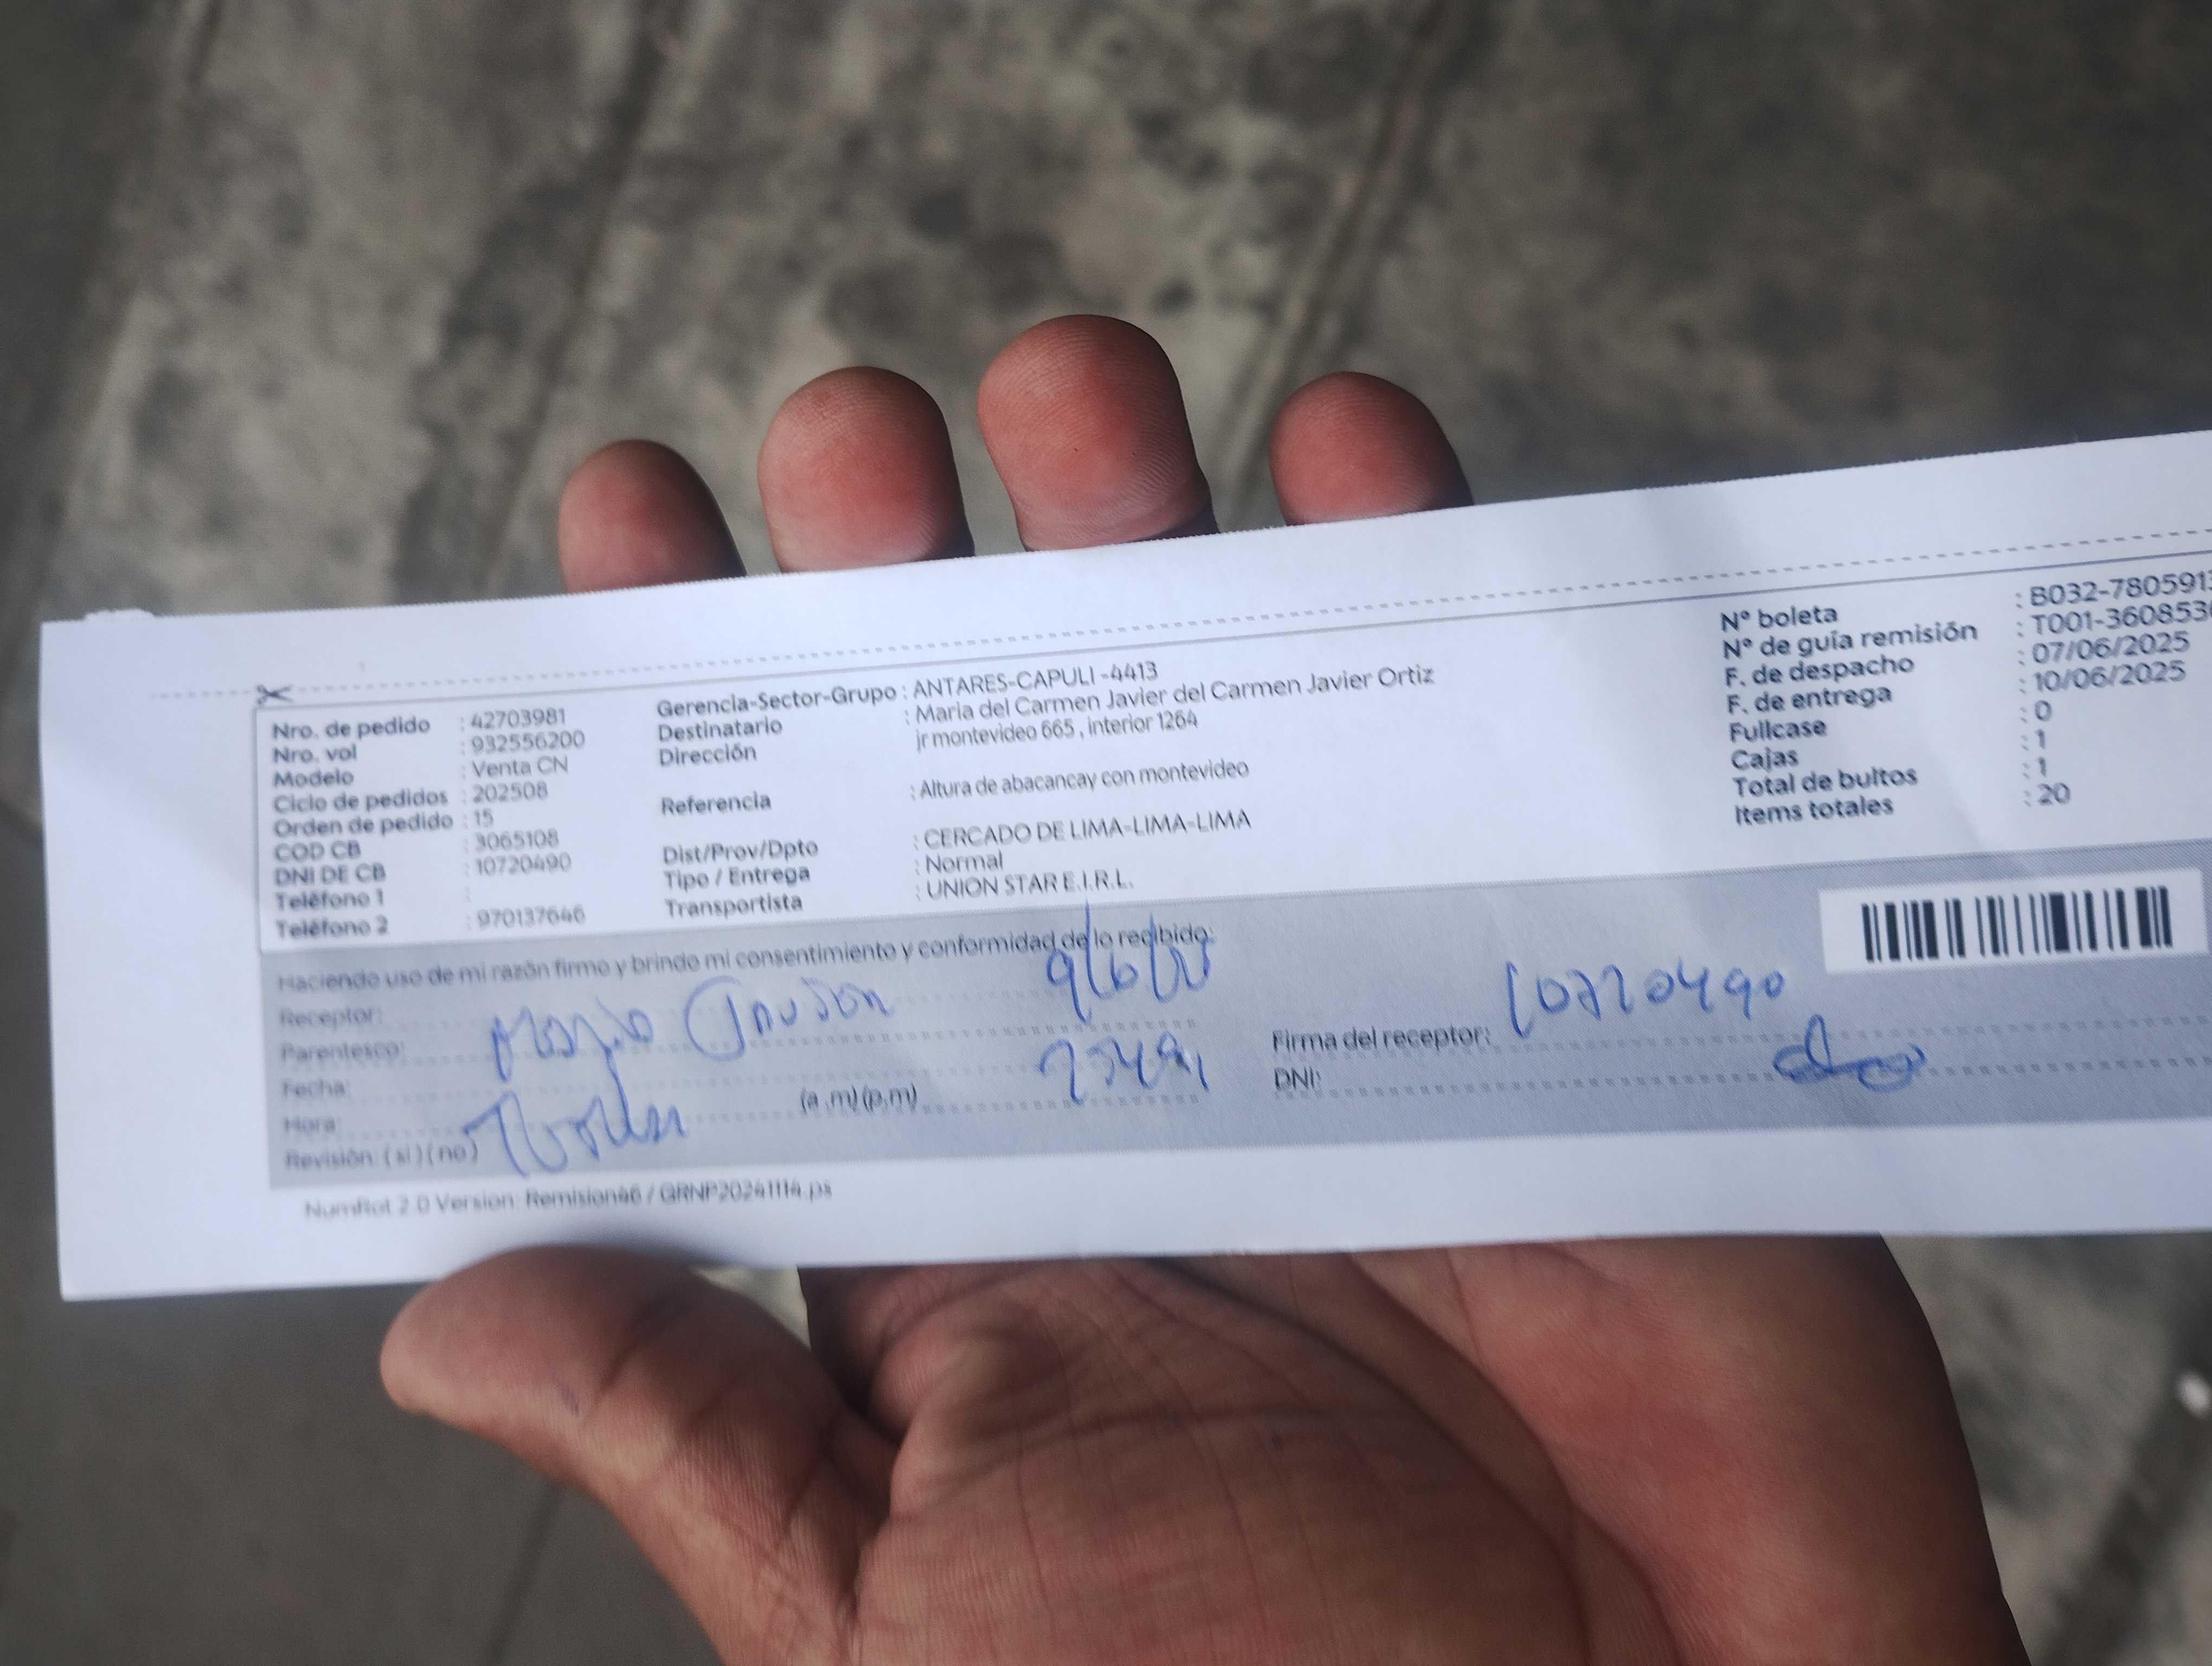 Nro. de pedido : 42703981
Nro. vol : 932556200
Modelo : Venta CN
Ciclo de pedidos : 202508
Orden de pedido : 15
COD CB : 3065108
DNI DE CB : 10720490
Teléfono 1 :
Teléfono 2 : 970137646
Gerencia-Sector-Grupo : ANTARES-CAPULI -4413
Destinatario : Maria del Carmen Javier del Carmen Javier Ortiz
Dirección jr montevideo 665 , interior 1264
Referencia : Altura de abacancay con montevideo
Dist/Prov/Dpto : CERCADO DE LIMA-LIMA-LIMA
Tipo / Entrega : Normal
Transportista : UNION STAR E.I.R.L.
N° boleta : B032-780591
N° de guía remisión : T001-360853
F. de despacho : 07/06/2025
F. de entrega : 10/06/2025
Fullcase : 0
Cajas : 1
Total de bultos : 1
Items totales : 20
Haciendo uso de mi razón firmo y brindo mi consentimiento y conformidad de lo recibido:
Receptor:
Parentesco:
Fecha:
Hora: (a .m) (p,m)
Revisión: ( si ) ( no )
Firma del receptor: 10720490
DNI:
NumRot 2.0 Version: Remision46 / GRNP20241114.ps